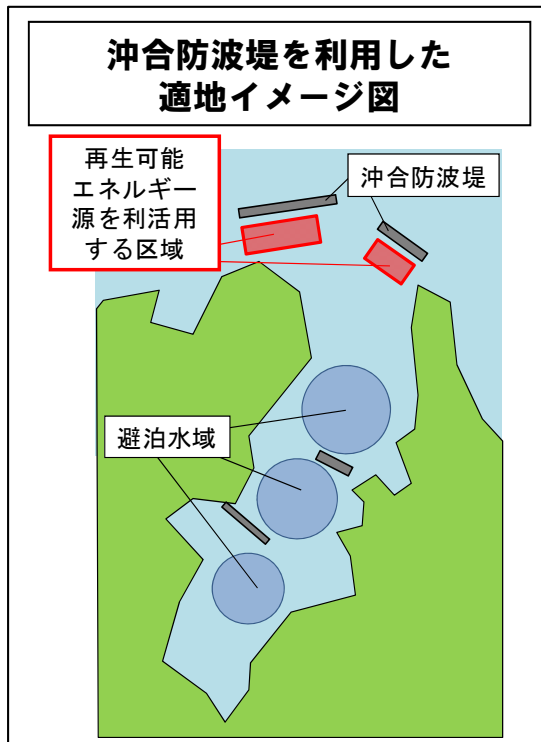 沖合防波堤を利用した
適地イメージ図
再生可能
エネルギー
源を利活用
する区域
沖合防波堤
避泊水域